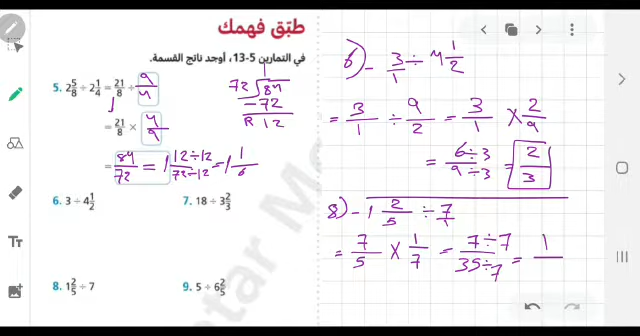 طبّق فهمك
في التمارين 5-13، أوجد ناتج القسمة.
5. 2 5/8 ÷ 2 1/4 = 21/8 ÷ 9/4
= 21/8 × 4/9
= 84/72 = 1 12÷12/72÷12 = 1 1/6
1
72 84
- 72
R 12
6. 3 ÷ 4 1/2
7. 18 ÷ 3 2/3
8. 1 2/5 ÷ 7
9. 5 ÷ 6 2/5
6) - 3/1 ÷ 4 1/2
= 3/1 ÷ 9/2 = 3/1 × 2/9
= 6÷3/9÷3 = 2/3
8) - 1 2/5 ÷ 7/1
= 7/5 × 1/7 = 7÷7/35÷7 = 1
Tt